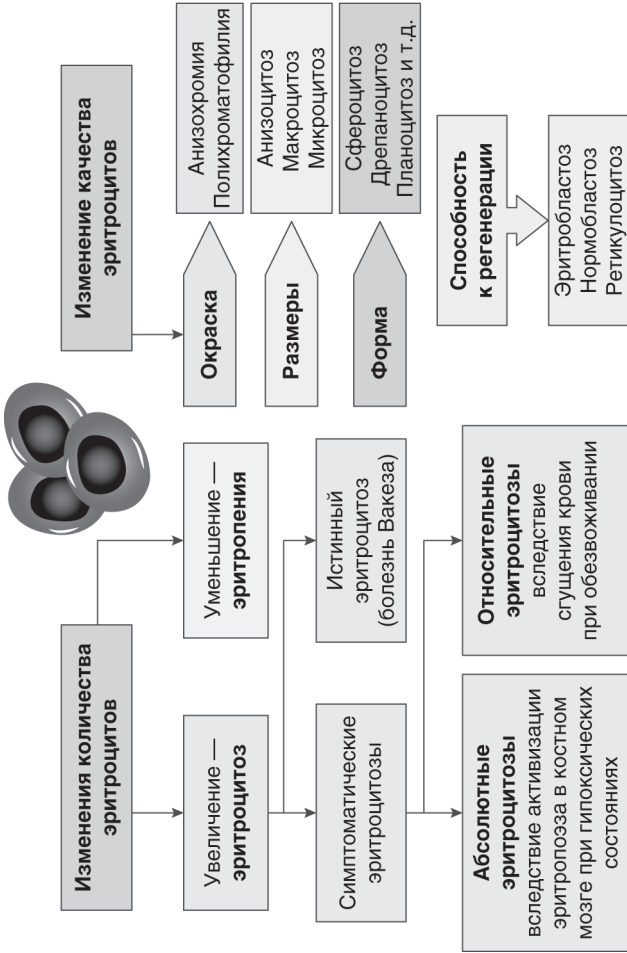 Изменения количества
эритроцитов
Увеличение —
эритроцитоз
Уменьшение —
эритропения
Симптоматические
эритроцитозы
Истинный
эритроцитоз
(болезнь Вакеза)
Абсолютные
эритроцитозы
вследствие активизации
эритропоэза в костном
мозге при гипоксических
состояниях
Относительные
эритроцитозы
вследствие
сгущения крови
при обезвоживании
Изменение качества
эритроцитов
Окраска
Анизохромия
Полихроматофилия
Размеры
Анизоцитоз
Макроцитоз
Микроцитоз
Форма
Сфероцитоз
Дрепаноцитоз
Планоцитоз и т.д.
Способность
к регенерации
Эритробластоз
Нормобластоз
Ретикулоцитоз